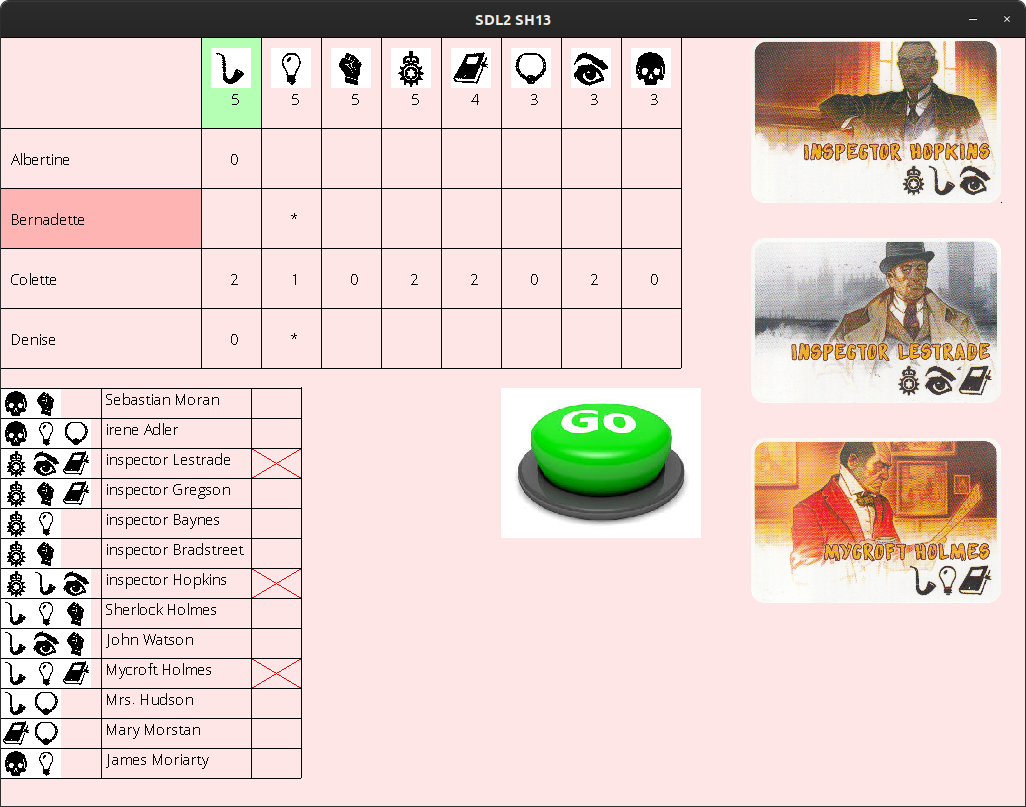 SDL2 SH13
5 5 5 5 4 3 3 3
Albertine 0
Bernadette *
Colette 2 1 0 2 2 0 2 0
Denise 0 *
INSPECTOR HOPKINS
INSPECTOR LESTRADE
MYCROFT HOLMES
Go
Sebastian Moran
irene Adler
inspector Lestrade
inspector Gregson
inspector Baynes
inspector Bradstreet
inspector Hopkins
Sherlock Holmes
John Watson
Mycroft Holmes
Mrs. Hudson
Mary Morstan
James Moriarty